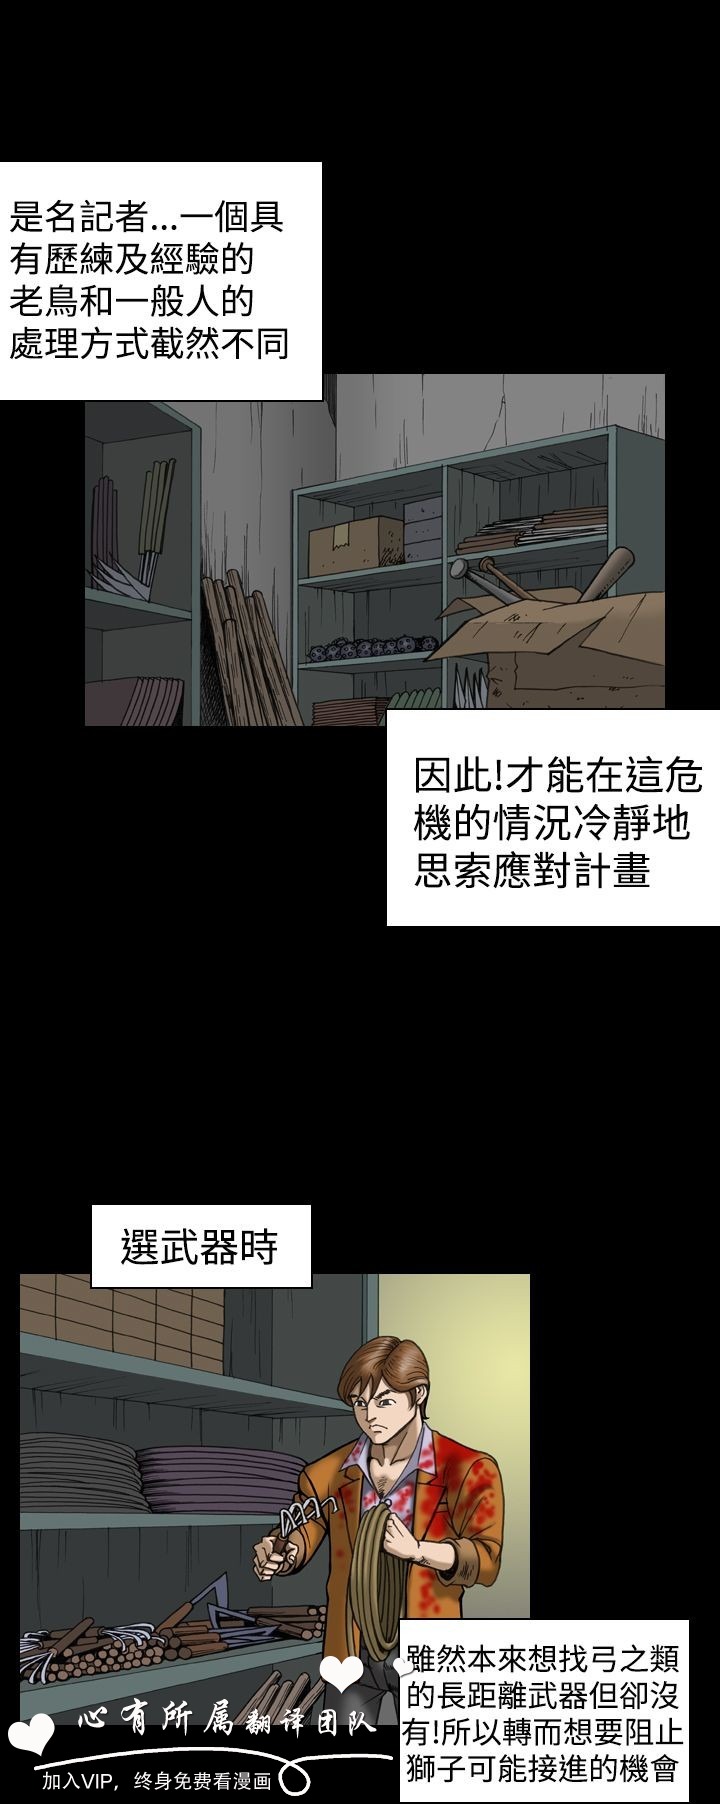 是名記者...一個具
有歷練及經驗的
老鳥和一般人的
處理方式截然不同
因此!才能在這危
機的情況冷靜地
思索應對計畫
選武器時
雖然本來想找弓之類
的長距離武器但卻沒
有!所以轉而想要阻止
獅子可能接進的機會
心有所属翻译团队
加入VIP，终身免费看漫画